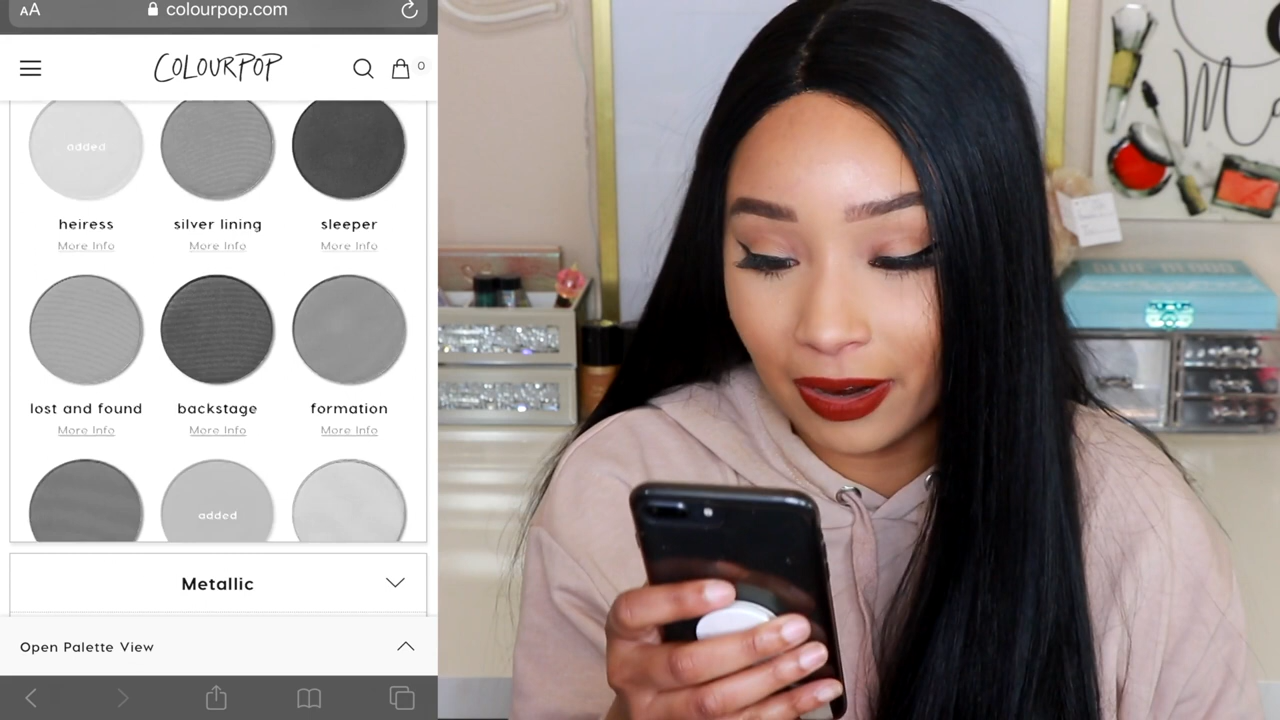 AA colourpop.com
COLOURPOP 0
added
heiress silver lining sleeper
More Info More Info More Info
lost and found backstage formation
More Info More Info More Info
added
Metallic
Open Palette View